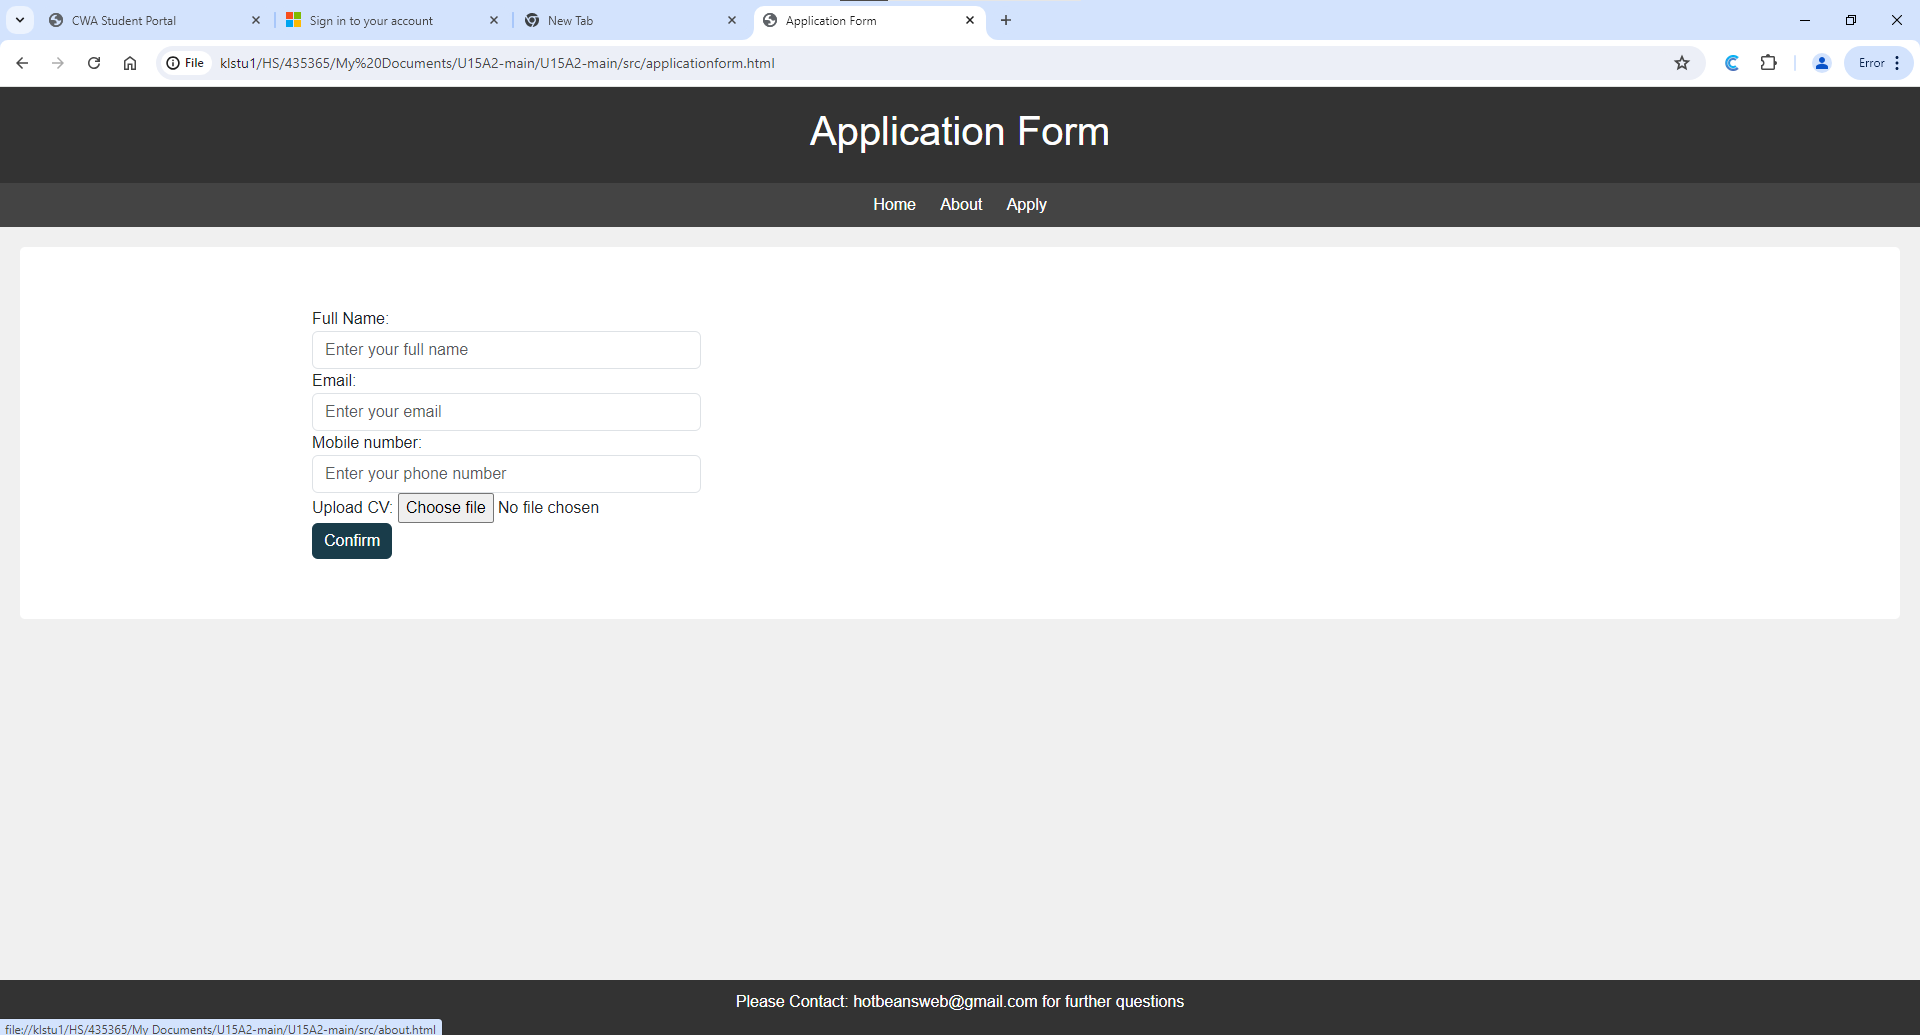 CWA Student Portal
Sign in to your account
New Tab
Application Form
File
klstu1/HS/435365/My%20Documents/U15A2-main/U15A2-main/src/applicationform.html
Error
Application Form
Home About Apply
Full Name:
Enter your full name
Email:
Enter your email
Mobile number:
Enter your phone number
Upload CV: Choose file No file chosen
Confirm
Please Contact: hotbeansweb@gmail.com for further questions
file://klstu1/HS/435365/My Documents/U15A2-main/U15A2-main/src/about.html